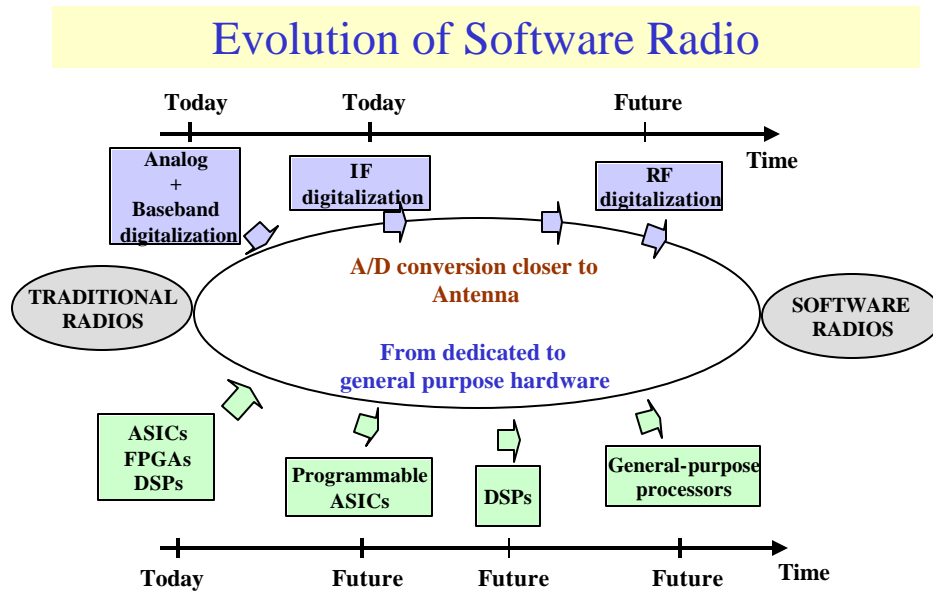 Evolution of Software Radio
Today
Today
Future
Time
Analog
+
Baseband
digitalization
IF
digitalization
RF
digitalization
A/D conversion closer to
Antenna
TRADITIONAL
RADIOS
SOFTWARE
RADIOS
From dedicated to
general purpose hardware
ASICs
FPGAs
DSPs
Programmable
ASICs
DSPs
General-purpose
processors
Time
Today
Future
Future
Future